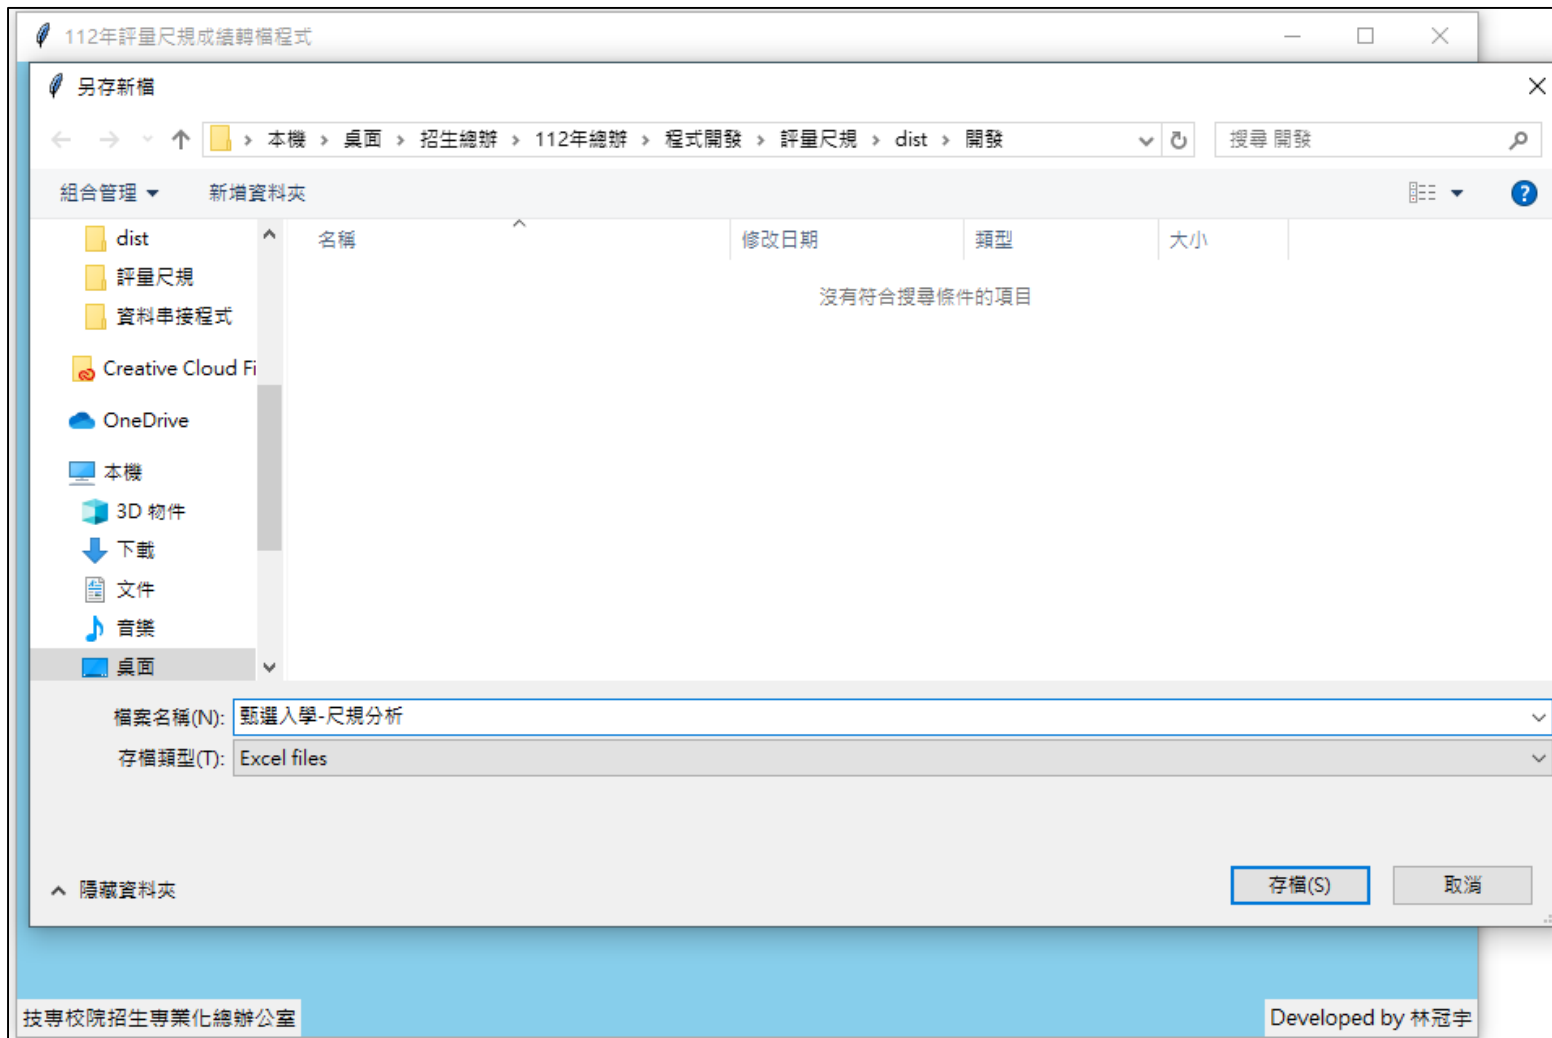 112年評量尺規成績轉檔程式
另存新檔
本機 › 桌面 › 招生總辦 › 112年總辦 › 程式開發 › 評量尺規 › dist › 開發
搜尋 開發
組合管理 新增資料夾
dist
評量尺規
資料串接程式
Creative Cloud Fi
OneDrive
本機
3D 物件
下載
文件
音樂
桌面
名稱 修改日期 類型 大小
沒有符合搜尋條件的項目
檔案名稱(N): 甄選入學-尺規分析
存檔類型(T): Excel files
隱藏資料夾
存檔(S) 取消
技專校院招生專業化總辦公室
Developed by 林冠宇